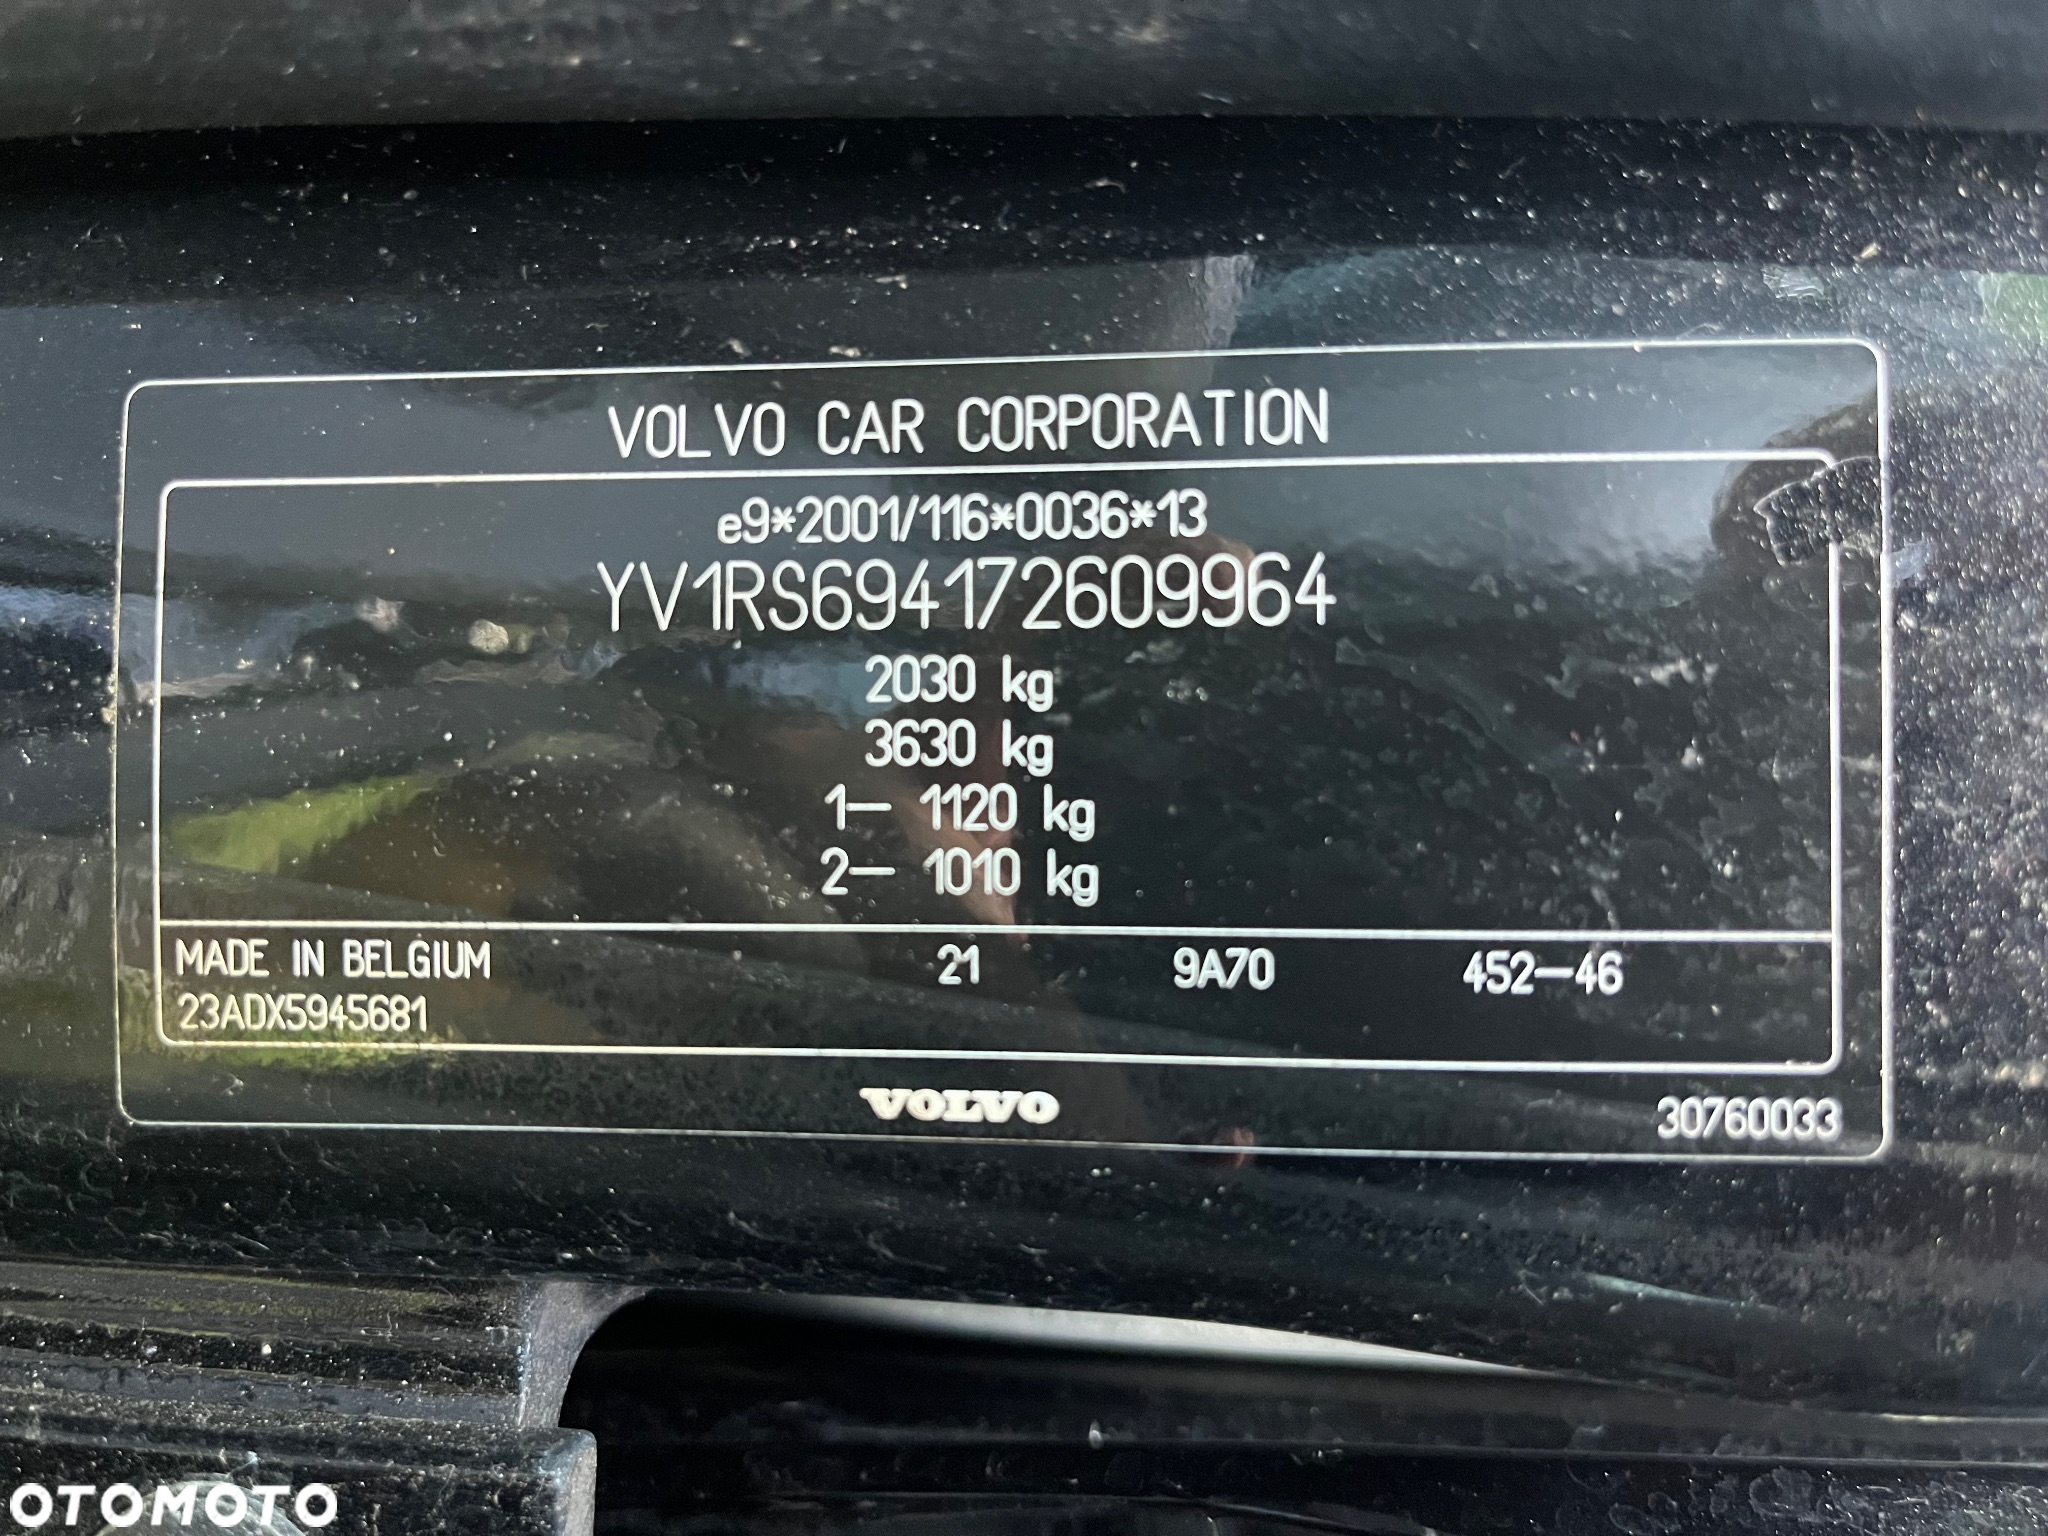 VOLVO CAR CORPORATION
e9*2001/116*0036*13
YV1RS694172609964
2030 kg
3630 kg
1— 1120 kg
2— 1010 kg
MADE IN BELGIUM 21 9A70 452—46
23ADX5945681
VOLVO
30760033
OTOMOTO